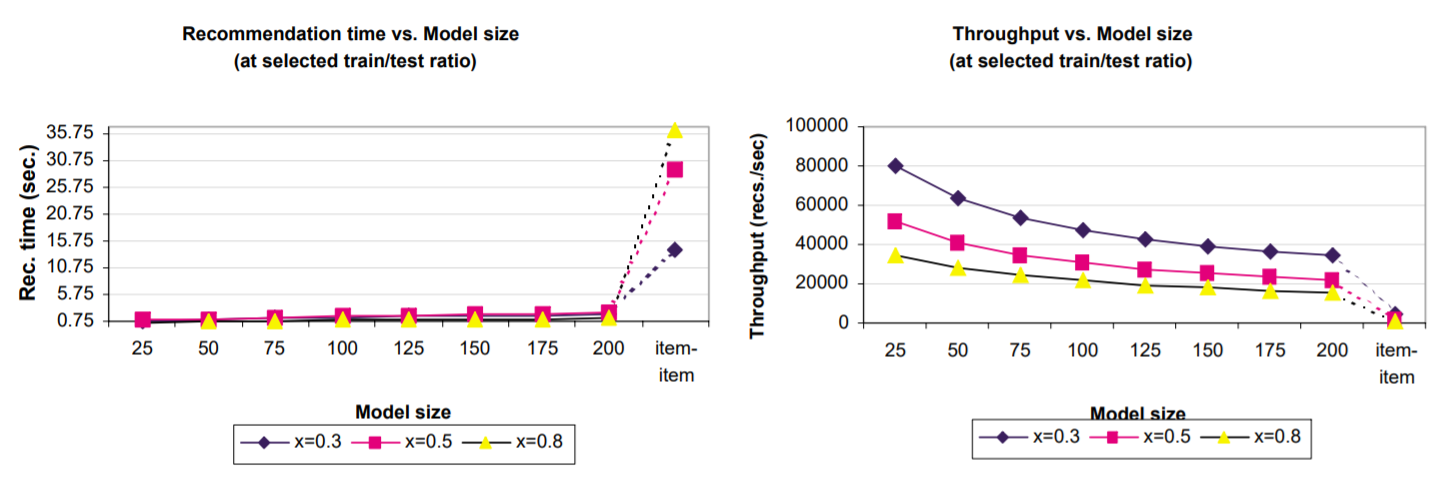 Recommendation time vs. Model size
(at selected train/test ratio)
Rec. time (sec.)
35.75
30.75
25.75
20.75
15.75
10.75
5.75
0.75
25 50 75 100 125 150 175 200 item-
item
Model size
x=0.3 x=0.5 x=0.8
Throughput vs. Model size
(at selected train/test ratio)
Throughput (recs./sec)
100000
80000
60000
40000
20000
0
25 50 75 100 125 150 175 200 item-
item
Model size
x=0.3 x=0.5 x=0.8